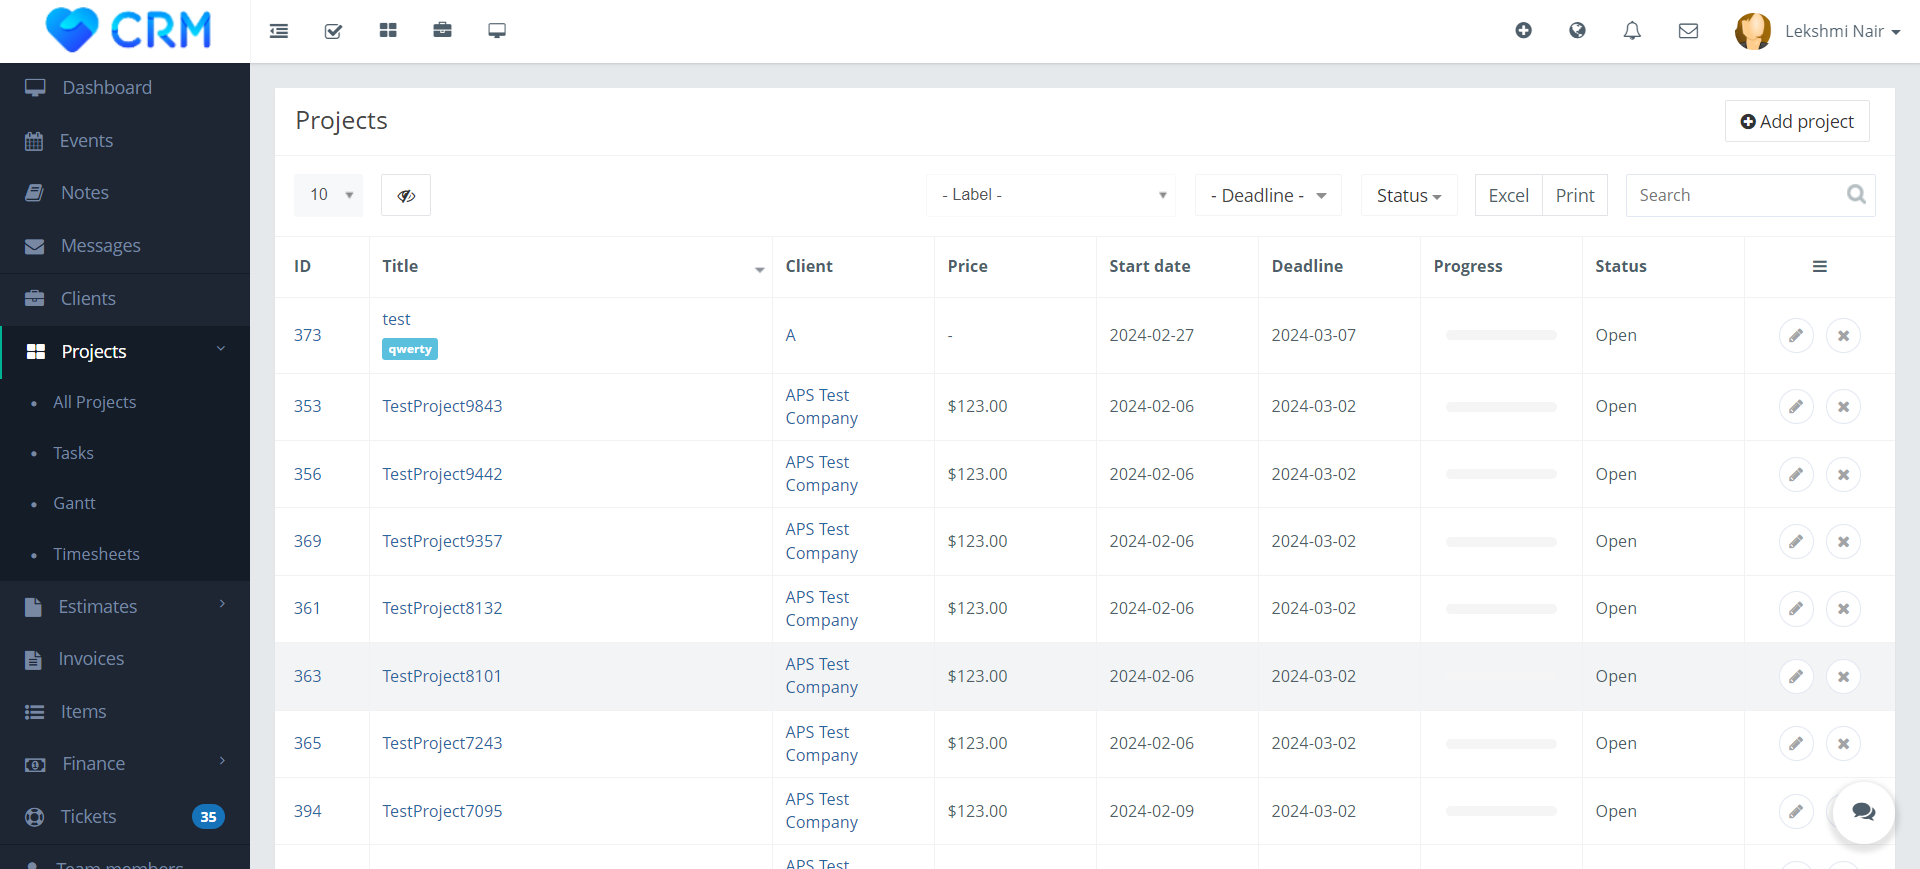 CRM
Lekshmi Nair
Dashboard
Events
Notes
Messages
Clients
Projects
All Projects
Tasks
Gantt
Timesheets
Estimates
Invoices
Items
Finance
Tickets 35
Team members
Projects
Add project
10
- Label -
- Deadline -
Status
Excel
Print
Search
ID Title Client Price Start date Deadline Progress Status
373 test qwerty A - 2024-02-27 2024-03-07 Open
353 TestProject9843 APS Test Company $123.00 2024-02-06 2024-03-02 Open
356 TestProject9442 APS Test Company $123.00 2024-02-06 2024-03-02 Open
369 TestProject9357 APS Test Company $123.00 2024-02-06 2024-03-02 Open
361 TestProject8132 APS Test Company $123.00 2024-02-06 2024-03-02 Open
363 TestProject8101 APS Test Company $123.00 2024-02-06 2024-03-02 Open
365 TestProject7243 APS Test Company $123.00 2024-02-06 2024-03-02 Open
394 TestProject7095 APS Test Company $123.00 2024-02-09 2024-03-02 Open
APS Test